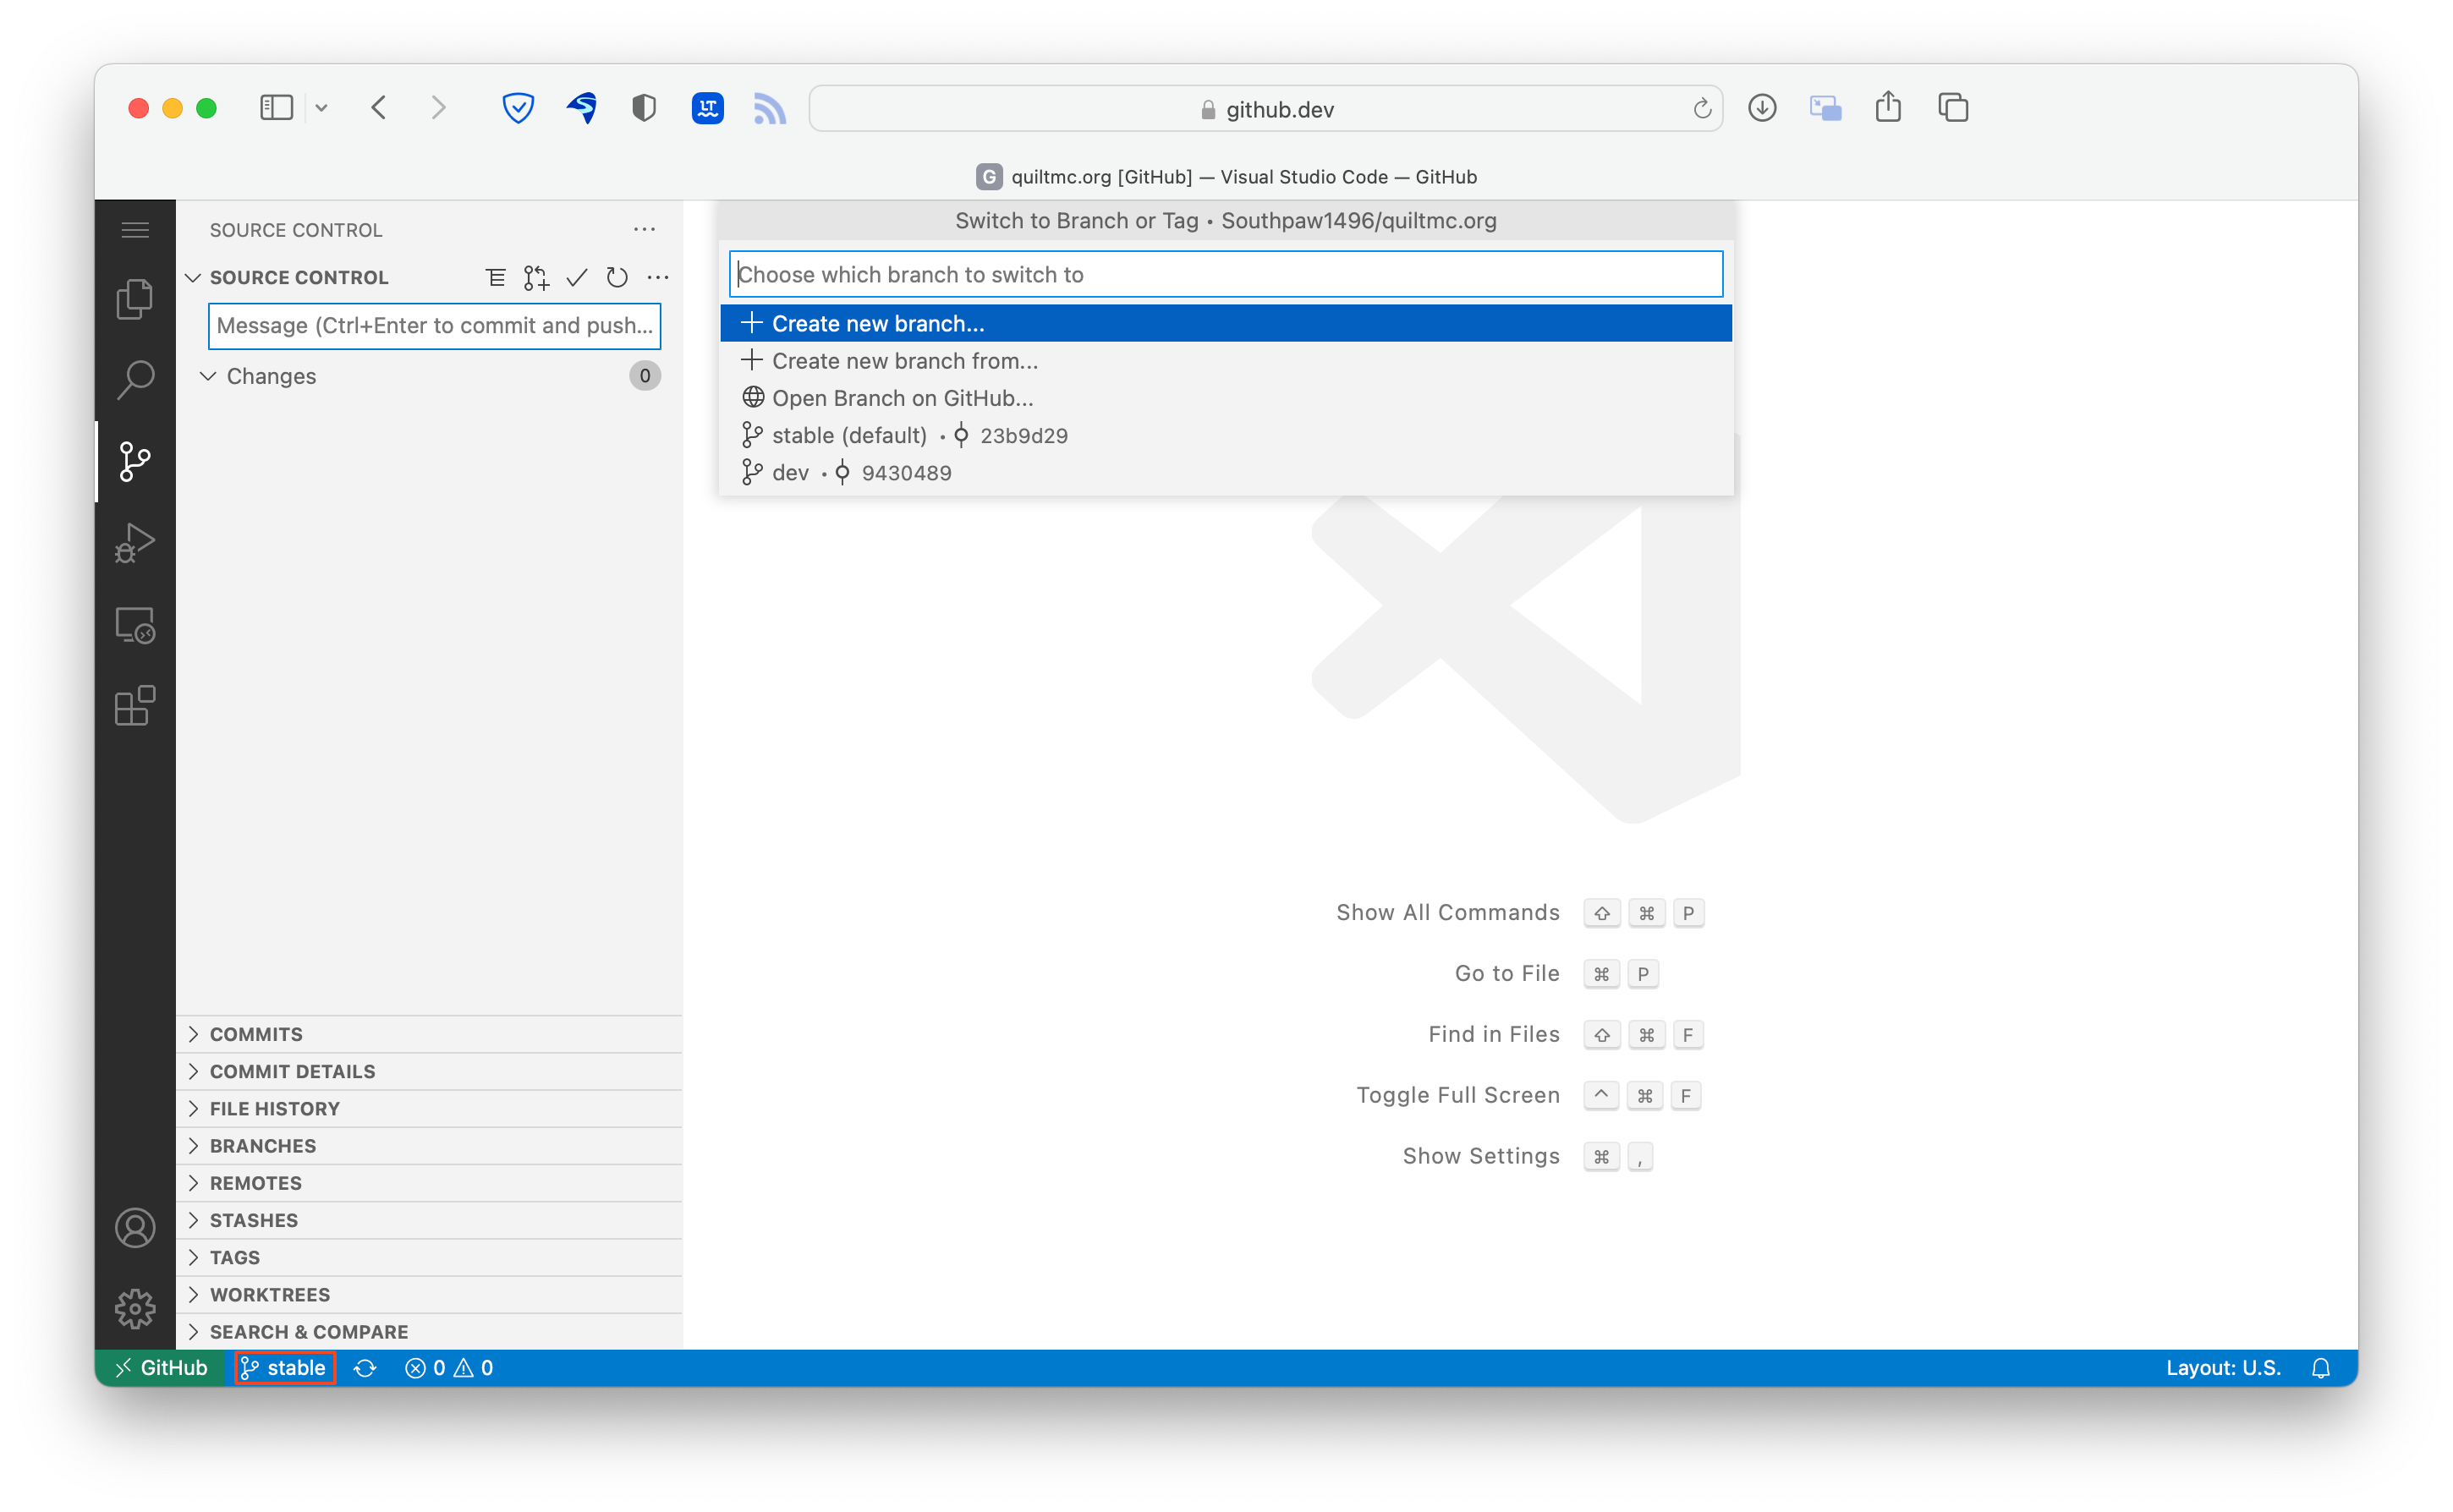 github.dev
G quiltmc.org [GitHub] — Visual Studio Code — GitHub
SOURCE CONTROL
SOURCE CONTROL
Message (Ctrl+Enter to commit and push...
Changes 0
Switch to Branch or Tag • Southpaw1496/quiltmc.org
Choose which branch to switch to
Create new branch...
Create new branch from...
Open Branch on GitHub...
stable (default) • 23b9d29
dev • 9430489
Show All Commands ⇧ ⌘ P
Go to File ⌘ P
Find in Files ⇧ ⌘ F
Toggle Full Screen ^ ⌘ F
Show Settings ⌘ ,
COMMITS
COMMIT DETAILS
FILE HISTORY
BRANCHES
REMOTES
STASHES
TAGS
WORKTREES
SEARCH & COMPARE
GitHub stable 0 0 Layout: U.S.
LT